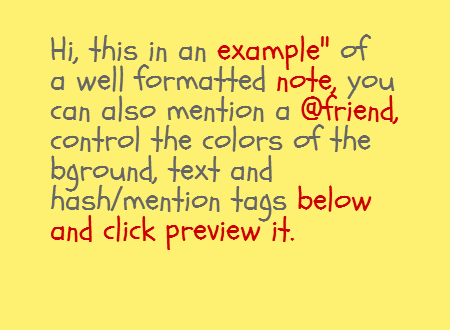 Hi, this in an example" of
a well formatted note, you
can also mention a @friend,
control the colors of the
bground, text and
hash/mention tags below
and click preview it.